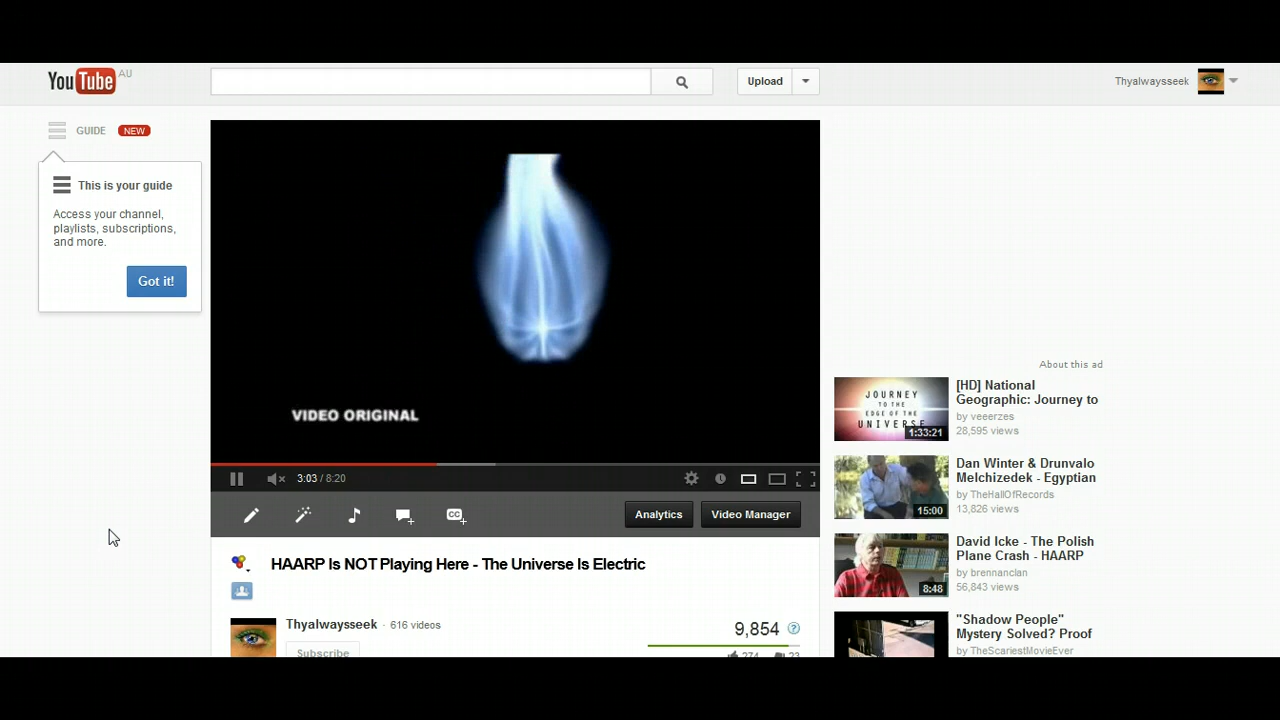 YouTube AU
Upload
Thyalwaysseek
GUIDE NEW
This is your guide
Access your channel,
playlists, subscriptions,
and more.
Got it!
VIDEO ORIGINAL
3:03 / 8:20
CC
Analytics
Video Manager
HAARP Is NOT Playing Here - The Universe Is Electric
Thyalwaysseek · 616 videos
Subscribe
9,854 ?
274 23
About this ad
JOURNEY
TO THE
EDGE OF THE
UNIVERSE
1:33:21
[HD] National
Geographic: Journey to
by veeerzes
28,595 views
15:00
Dan Winter & Drunvalo
Melchizedek - Egyptian
by TheHallOfRecords
13,826 views
8:48
David Icke - The Polish
Plane Crash - HAARP
by brennanclan
56,843 views
"Shadow People"
Mystery Solved? Proof
by TheScariestMovieEver